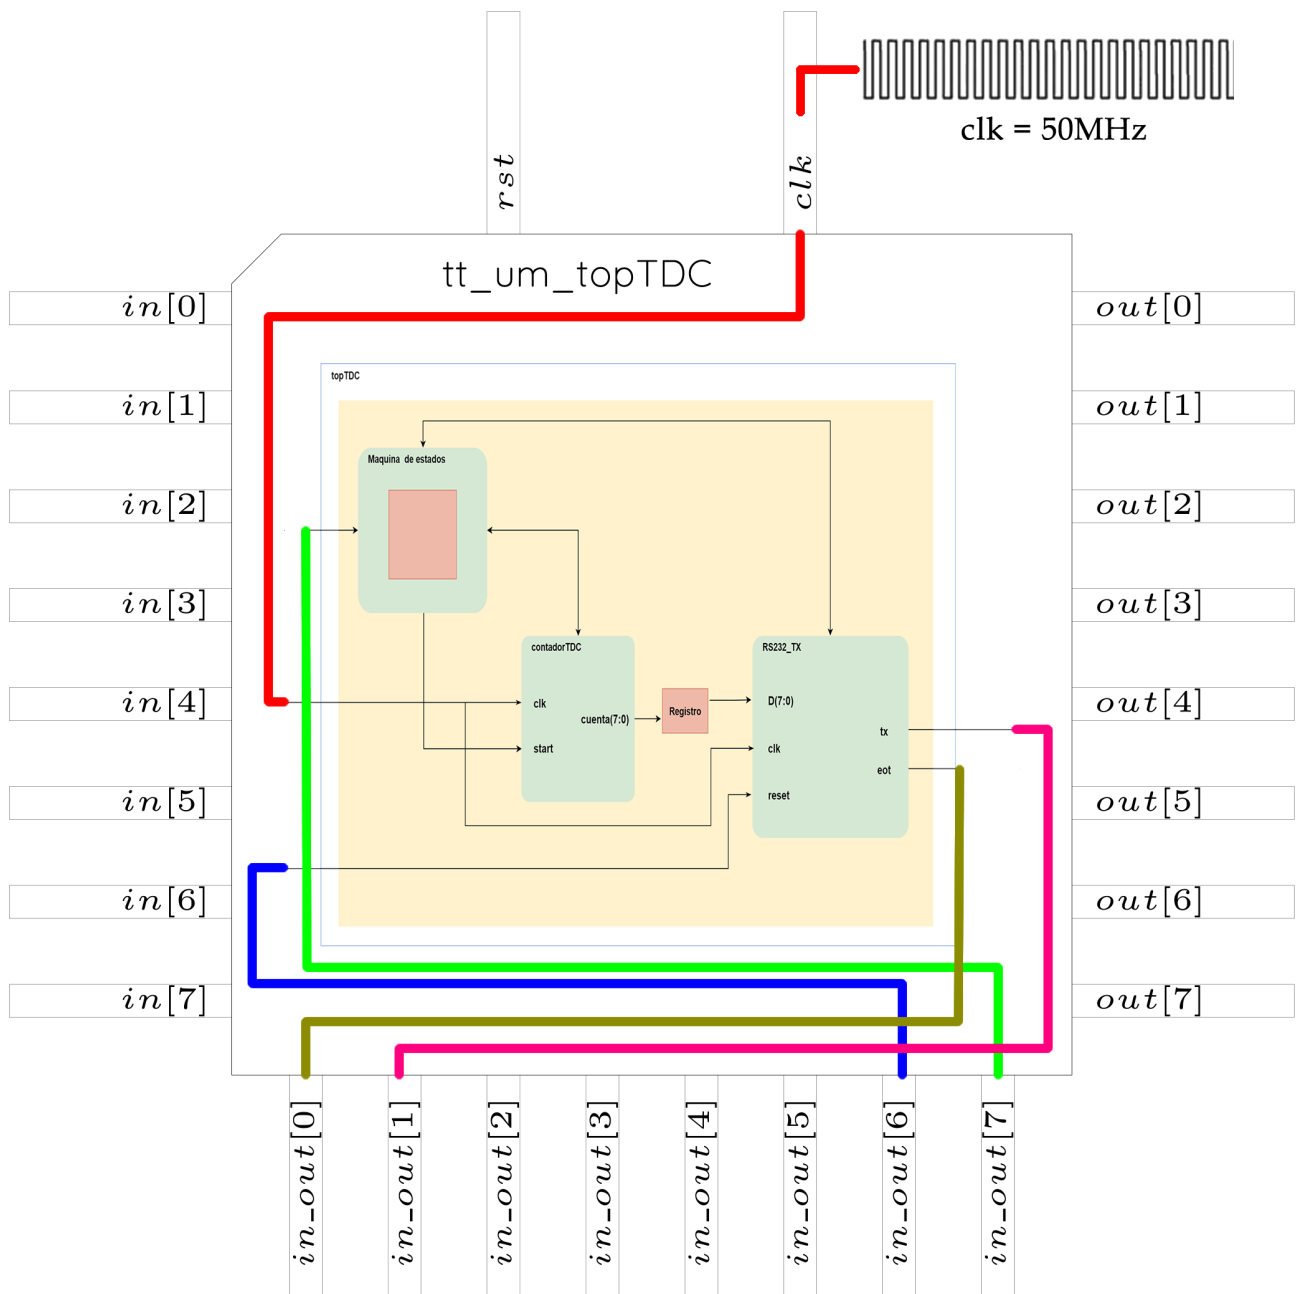 rst
clk
clk = 50MHz
tt_um_topTDC
in[0]
in[1]
in[2]
in[3]
in[4]
in[5]
in[6]
in[7]
topTDC
Maquina de estados
contadorTDC
clk
cuenta(7:0)
start
Registro
RS232_TX
D(7:0)
tx
clk
eot
reset
out[0]
out[1]
out[2]
out[3]
out[4]
out[5]
out[6]
out[7]
in_out[0]
in_out[1]
in_out[2]
in_out[3]
in_out[4]
in_out[5]
in_out[6]
in_out[7]